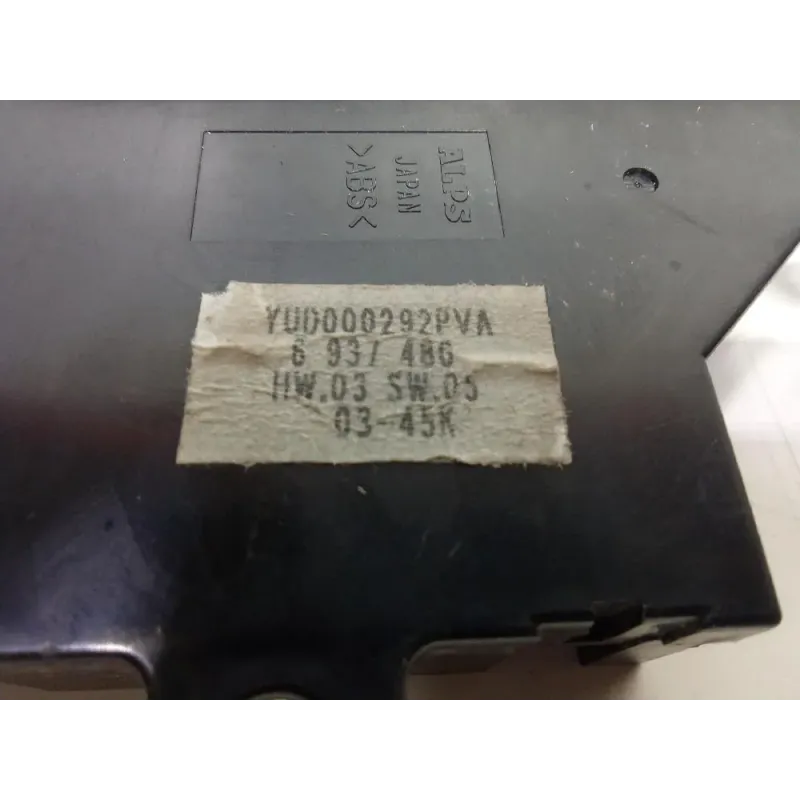 ALPS
JAPAN
>ABS<
YUD000292PVA
6 937 486
HW.03 SW.05
03-45K